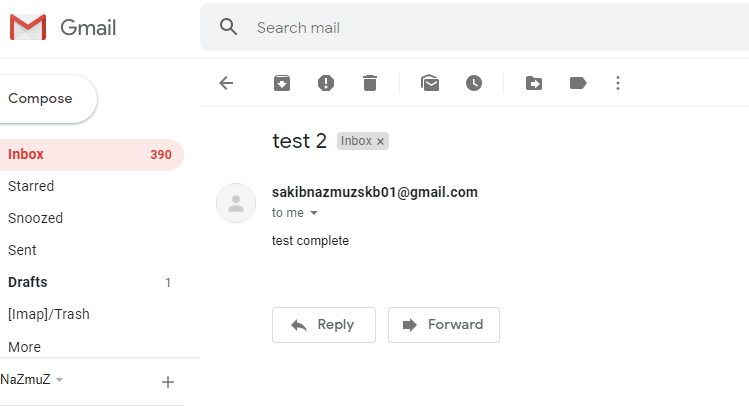 Gmail
Search mail
Compose
Inbox 390
Starred
Snoozed
Sent
Drafts 1
[Imap]/Trash
More
NaZmuZ
test 2 Inbox ×
sakibnazmuzskb01@gmail.com
to me
test complete
Reply Forward